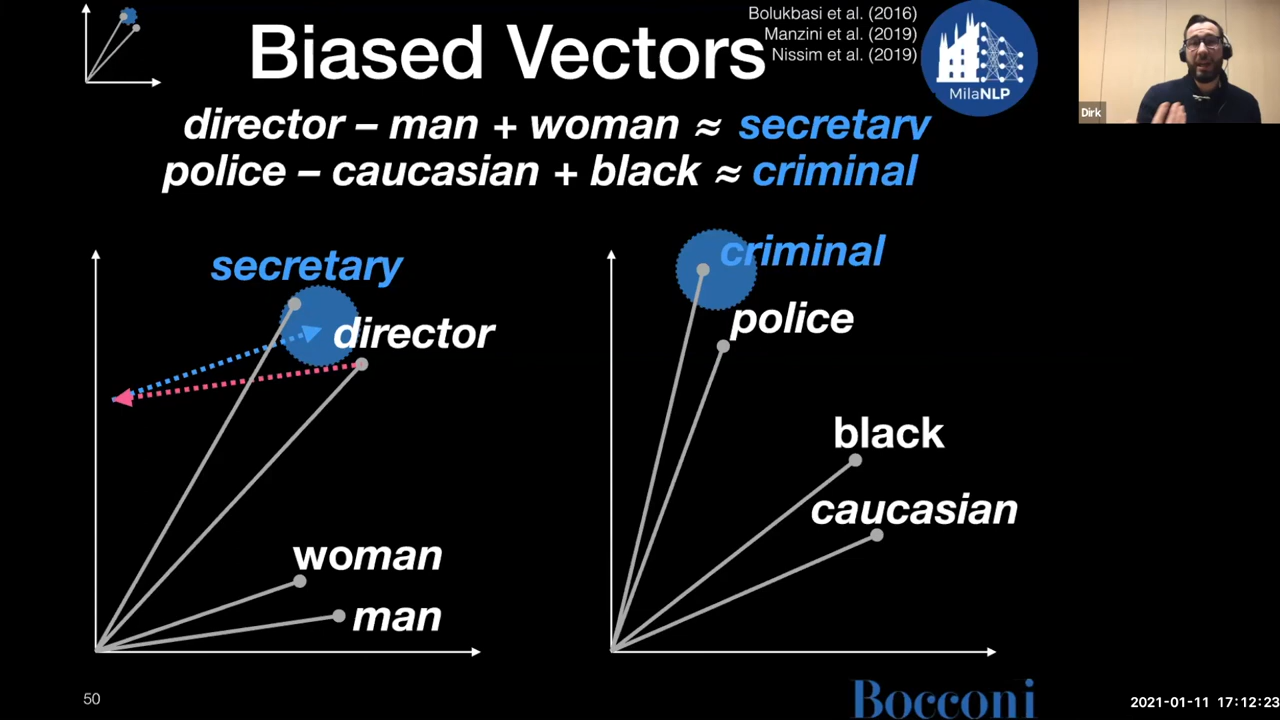 Biased Vectors
Bolukbasi et al. (2016)
Manzini et al. (2019)
Nissim et al. (2019)
MilaNLP
Dirk
director – man + woman ≈ secretary
police – caucasian + black ≈ criminal
secretary
director
woman
man
criminal
police
black
caucasian
50
Bocconi
2021-01-11 17:12:23